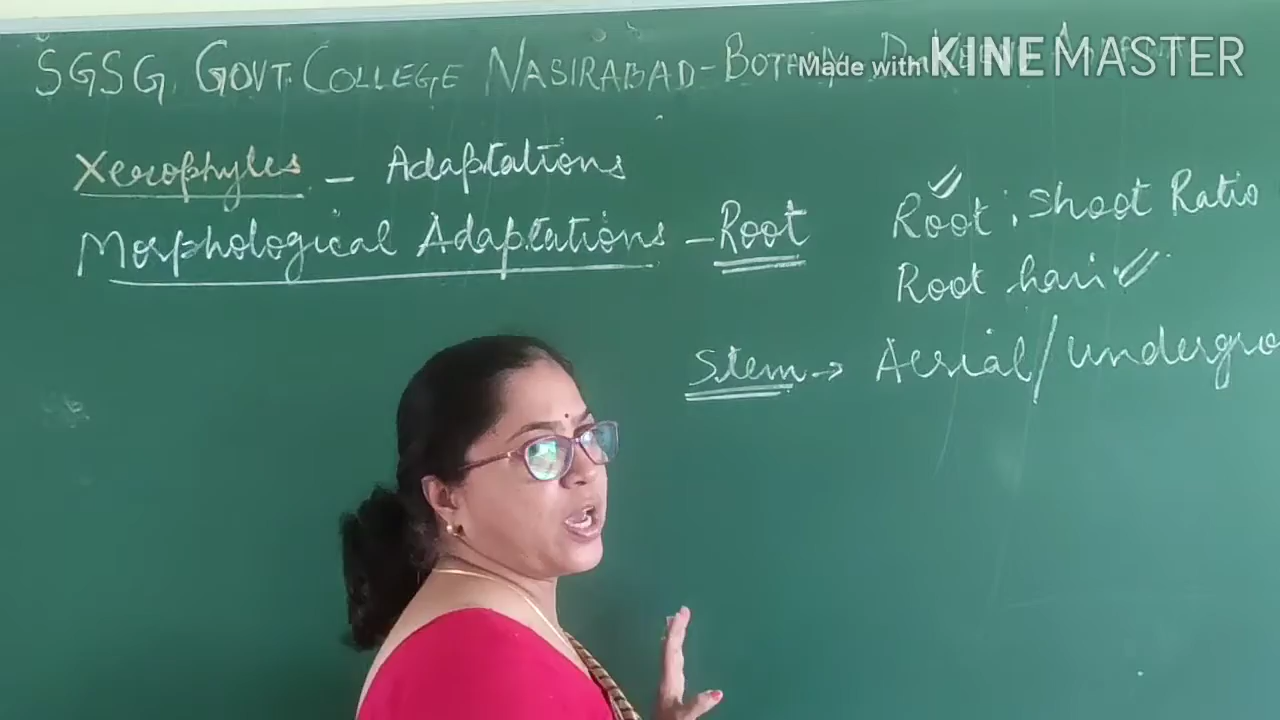 SGSG. GOVT. COLLEGE NASIRABAD - BOTANY
Made with KINEMASTER
Xerophytes - Adaptations
Morphological Adaptations - Root
Root : Shoot Ratio
Root hair
Stem → Aerial/undergro